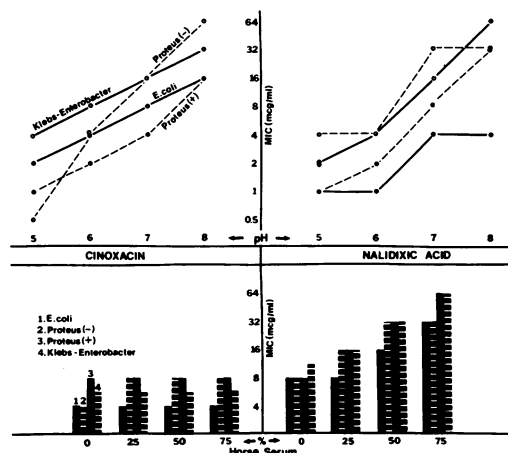 64
32
16
8
4
2
1
0.5
MIC (mcg/ml)
Proteus (-)
Klebs-Enterobacter
E.coli
Proteus (+)
5 6 7 8 ← pH → 5 6 7 8
CINOXACIN NALIDIXIC ACID
1. E.coli
2. Proteus (-)
3. Proteus (+)
4. Klebs - Enterobacter
64
32
16
8
4
MIC (mcg/ml)
1 2 3 4
0 25 50 75 ← % → 0 25 50 75
Horse Serum